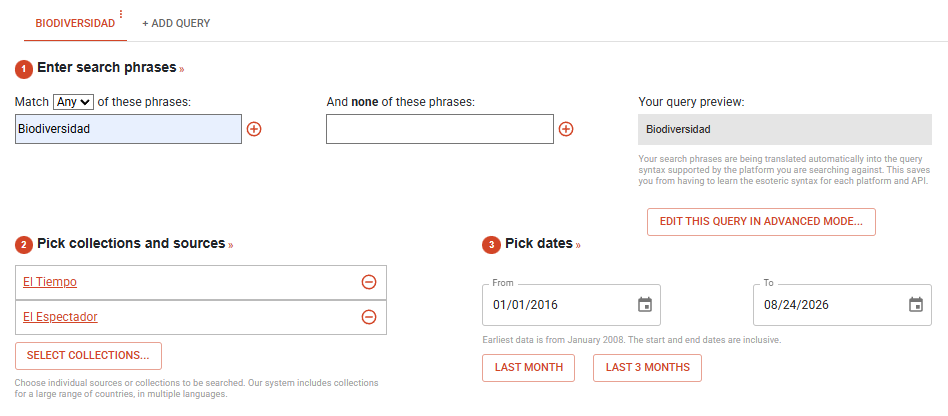 BIODIVERSIDAD
+ ADD QUERY
1 Enter search phrases »
Match Any of these phrases:
Biodiversidad
And none of these phrases:
Your query preview:
Biodiversidad
Your search phrases are being translated automatically into the query
syntax supported by the platform you are searching against. This saves
you from having to learn the esoteric syntax for each platform and API.
EDIT THIS QUERY IN ADVANCED MODE...
2 Pick collections and sources »
El Tiempo
El Espectador
SELECT COLLECTIONS...
Choose individual sources or collections to be searched. Our system includes collections
for a large range of countries, in multiple languages.
3 Pick dates »
From
01/01/2016
To
08/24/2026
Earliest data is from January 2008. The start and end dates are inclusive.
LAST MONTH
LAST 3 MONTHS